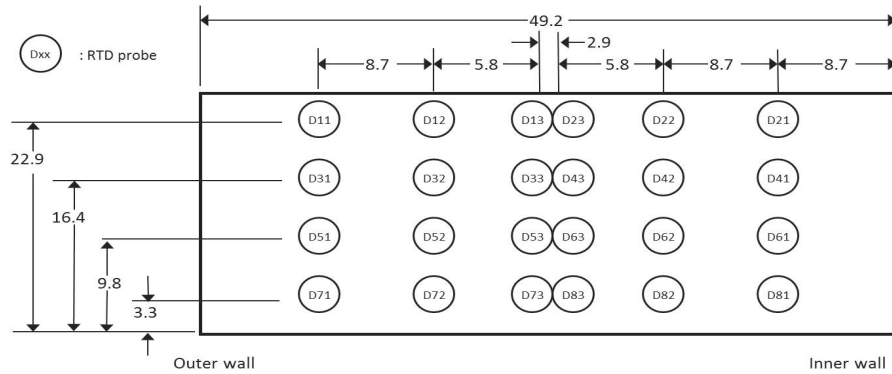 49.2
Dxx : RTD probe
2.9
8.7 5.8 5.8 8.7 8.7
D11 D12 D13 D23 D22 D21
22.9
D31 D32 D33 D43 D42 D41
16.4
D51 D52 D53 D63 D62 D61
9.8
D71 D72 D73 D83 D82 D81
3.3
Outer wall Inner wall